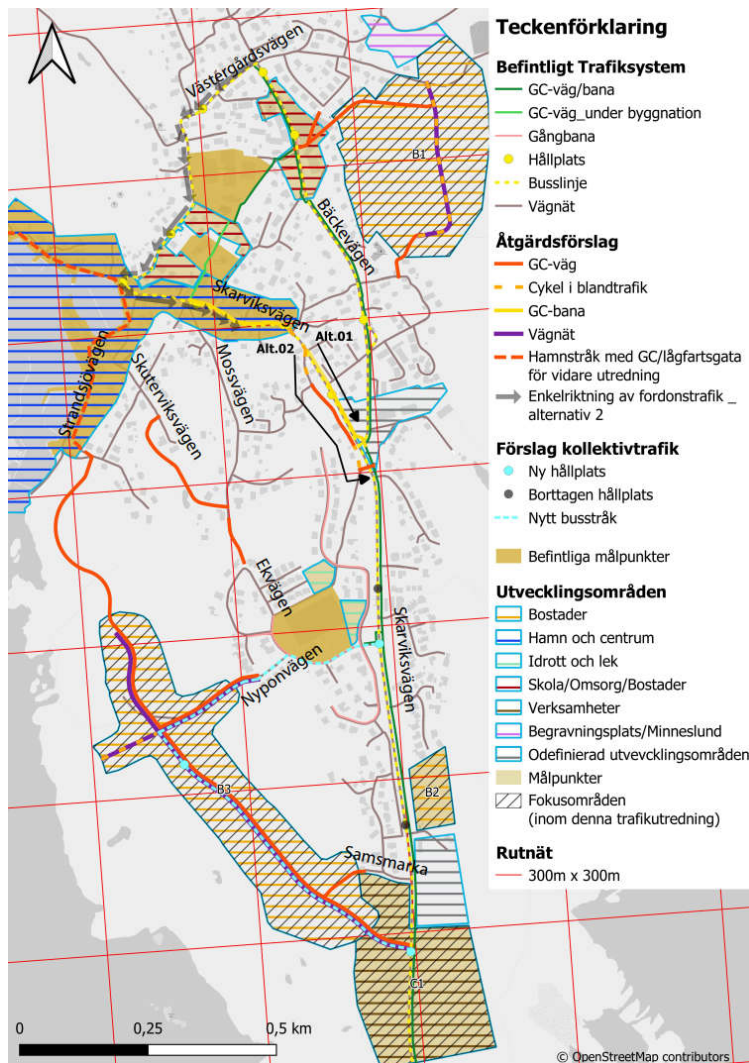 Teckenförklaring
Befintligt Trafiksystem
GC-väg/bana
GC-väg_under byggnation
Gångbana
Hållplats
Busslinje
Vägnät
Åtgärdsförslag
GC-väg
Cykel i blandtrafik
GC-bana
Vägnät
Hamnstråk med GC/lågfartsgata
för vidare utredning
Enkelriktning av fordonstrafik _
alternativ 2
Förslag kollektivtrafik
Ny hållplats
Borttagen hållplats
Nytt busstråk
Befintliga målpunkter
Utvecklingsområden
Bostader
Hamn och centrum
Idrott och lek
Skola/Omsorg/Bostader
Verksamheter
Begravningsplats/Minneslund
Odefinierad utvevcklingsområden
Målpunkter
Fokusområden
(inom denna trafikutredning)
Rutnät
300m x 300m
Västergårdsvägen
B1
Bäckevägen
Skarviksvägen
Alt.01
Alt.02
Strandsjövägen
Skuterviksvägen
Mossvägen
Ekvägen
Skarviksvägen
Nyponvägen
B3
B2
Samsmarka
C1
0 0,25 0,5 km
© OpenStreetMap contributors